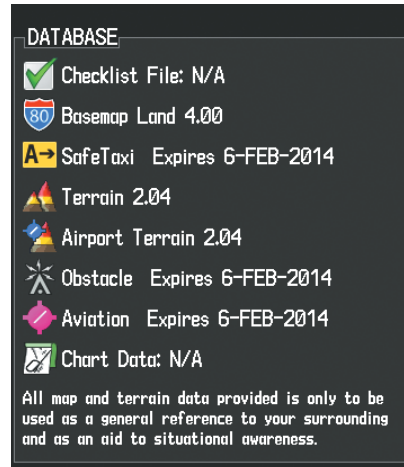 DATABASE
Checklist File: N/A
80 Basemap Land 4.00
A→ SafeTaxi Expires 6-FEB-2014
Terrain 2.04
Airport Terrain 2.04
Obstacle Expires 6-FEB-2014
Aviation Expires 6-FEB-2014
Chart Data: N/A
All map and terrain data provided is only to be
used as a general reference to your surrounding
and as an aid to situational awareness.